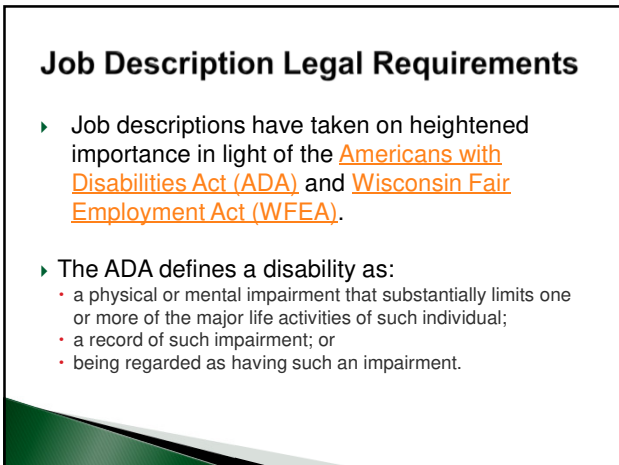 Job Description Legal Requirements
Job descriptions have taken on heightened
importance in light of the Americans with
Disabilities Act (ADA) and Wisconsin Fair
Employment Act (WFEA).
The ADA defines a disability as:
a physical or mental impairment that substantially limits one
or more of the major life activities of such individual;
a record of such impairment; or
being regarded as having such an impairment.